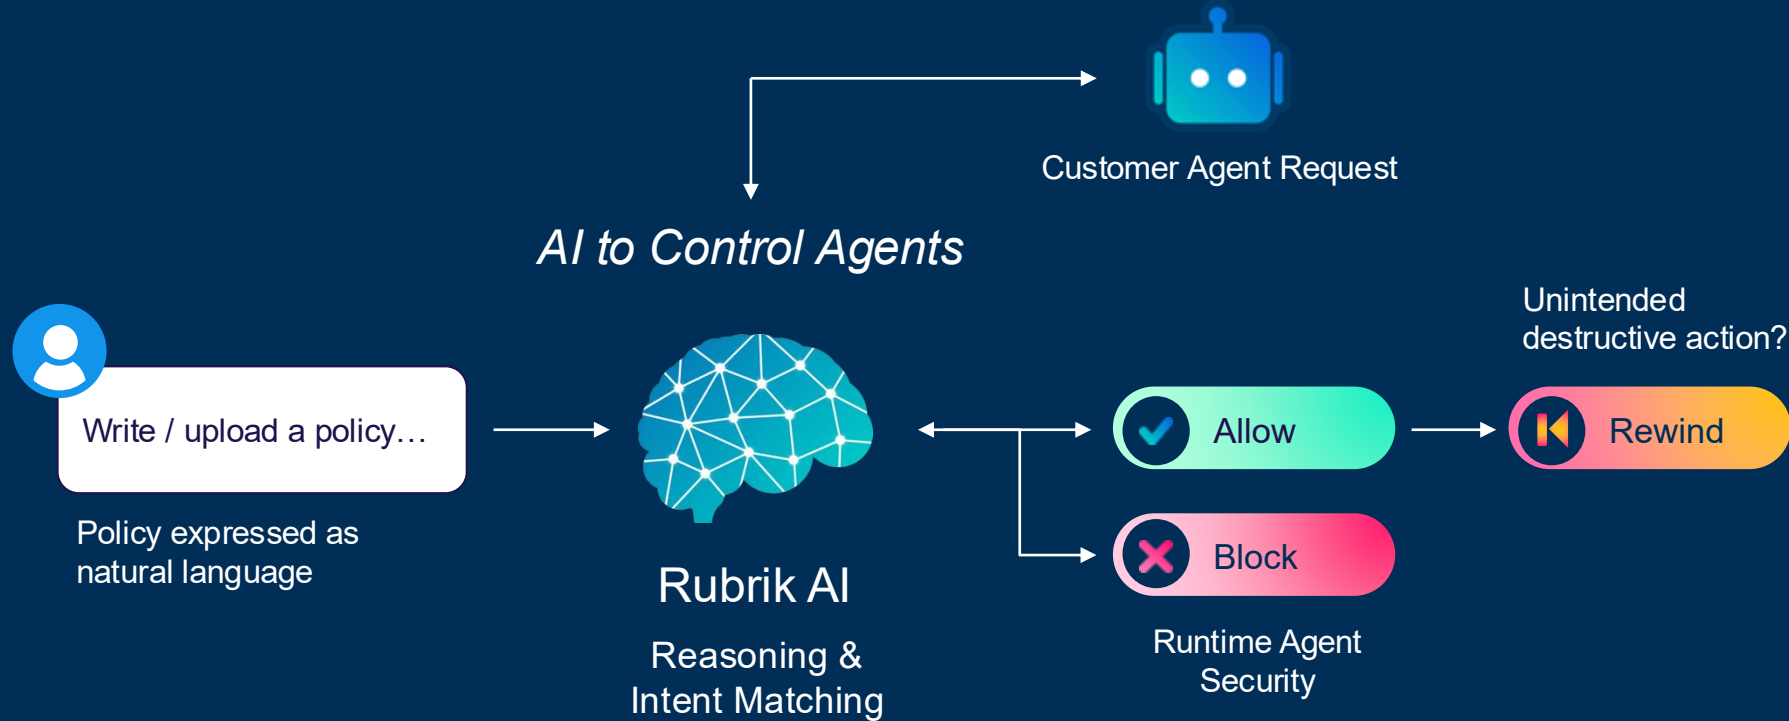 Customer Agent Request
AI to Control Agents
Unintended
destructive action?
Write / upload a policy…
Allow
Rewind
Policy expressed as
natural language
Block
Rubrik AI
Reasoning &
Intent Matching
Runtime Agent
Security